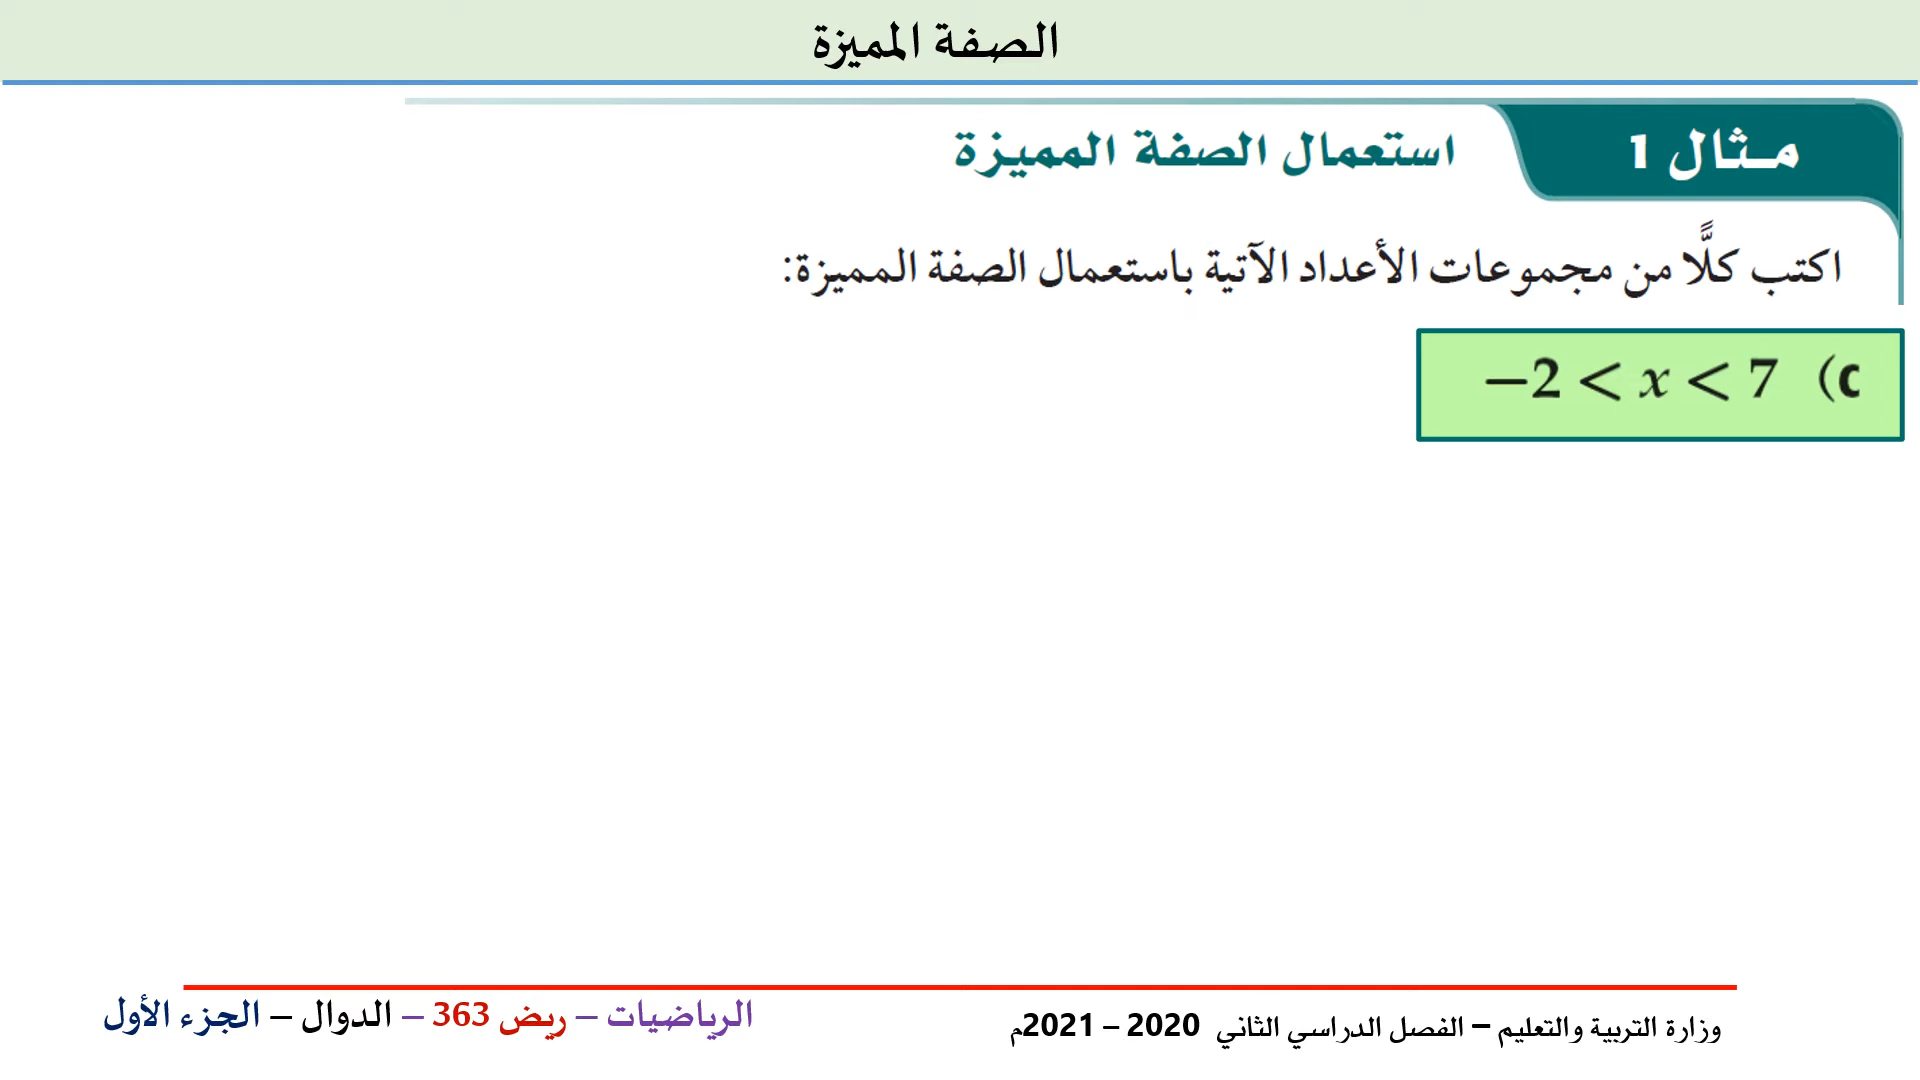 الصفة المميزة
مثال 1 استعمال الصفة المميزة
اكتب كلًّا من مجموعات الأعداد الآتية باستعمال الصفة المميزة:
c) −2 < x < 7
وزارة التربية والتعليم – الفصل الدراسي الثاني 2020 – 2021م
الرياضيات – ريض 363 – الدوال – الجزء الأول